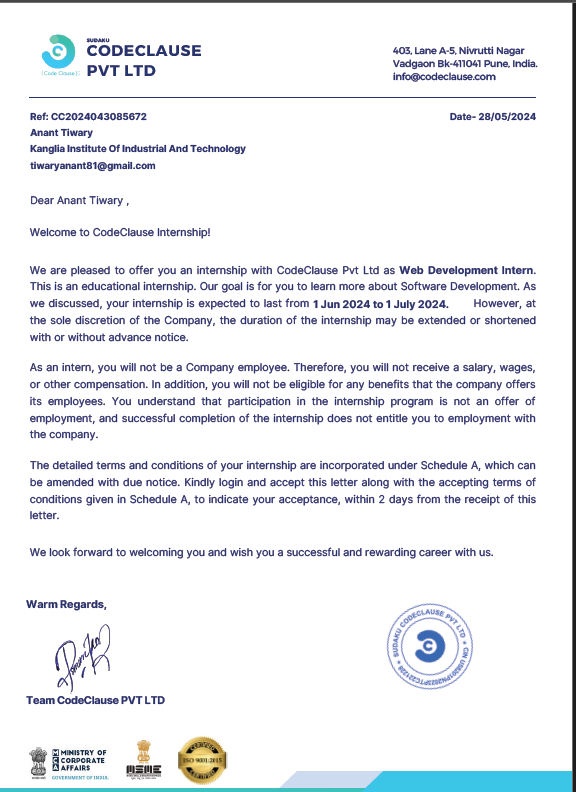 SUDAKU
CODECLAUSE
PVT LTD
[Code Clause]
403, Lane A-5, Nivrutti Nagar
Vadgaon Bk-411041 Pune, India.
info@codeclause.com
Ref: CC2024043085672
Date- 28/05/2024
Anant Tiwary
Kanglia Institute Of Industrial And Technology
tiwaryanant81@gmail.com
Dear Anant Tiwary ,
Welcome to CodeClause Internship!
We are pleased to offer you an internship with CodeClause Pvt Ltd as Web Development Intern.
This is an educational internship. Our goal is for you to learn more about Software Development. As
we discussed, your internship is expected to last from 1 Jun 2024 to 1 July 2024. However, at
the sole discretion of the Company, the duration of the internship may be extended or shortened
with or without advance notice.
As an intern, you will not be a Company employee. Therefore, you will not receive a salary, wages,
or other compensation. In addition, you will not be eligible for any benefits that the company offers
its employees. You understand that participation in the internship program is not an offer of
employment, and successful completion of the internship does not entitle you to employment with
the company.
The detailed terms and conditions of your internship are incorporated under Schedule A, which can
be amended with due notice. Kindly login and accept this letter along with the accepting terms of
conditions given in Schedule A, to indicate your acceptance, within 2 days from the receipt of this
letter.
We look forward to welcoming you and wish you a successful and rewarding career with us.
Warm Regards,
SUDAKU CODECLAUSE PVT LTD
Team CodeClause PVT LTD
MCA
MINISTRY OF
CORPORATE
AFFAIRS
GOVERNMENT OF INDIA
MSME
CERTIFIED
ISO 9001:2015
CERTIFIED